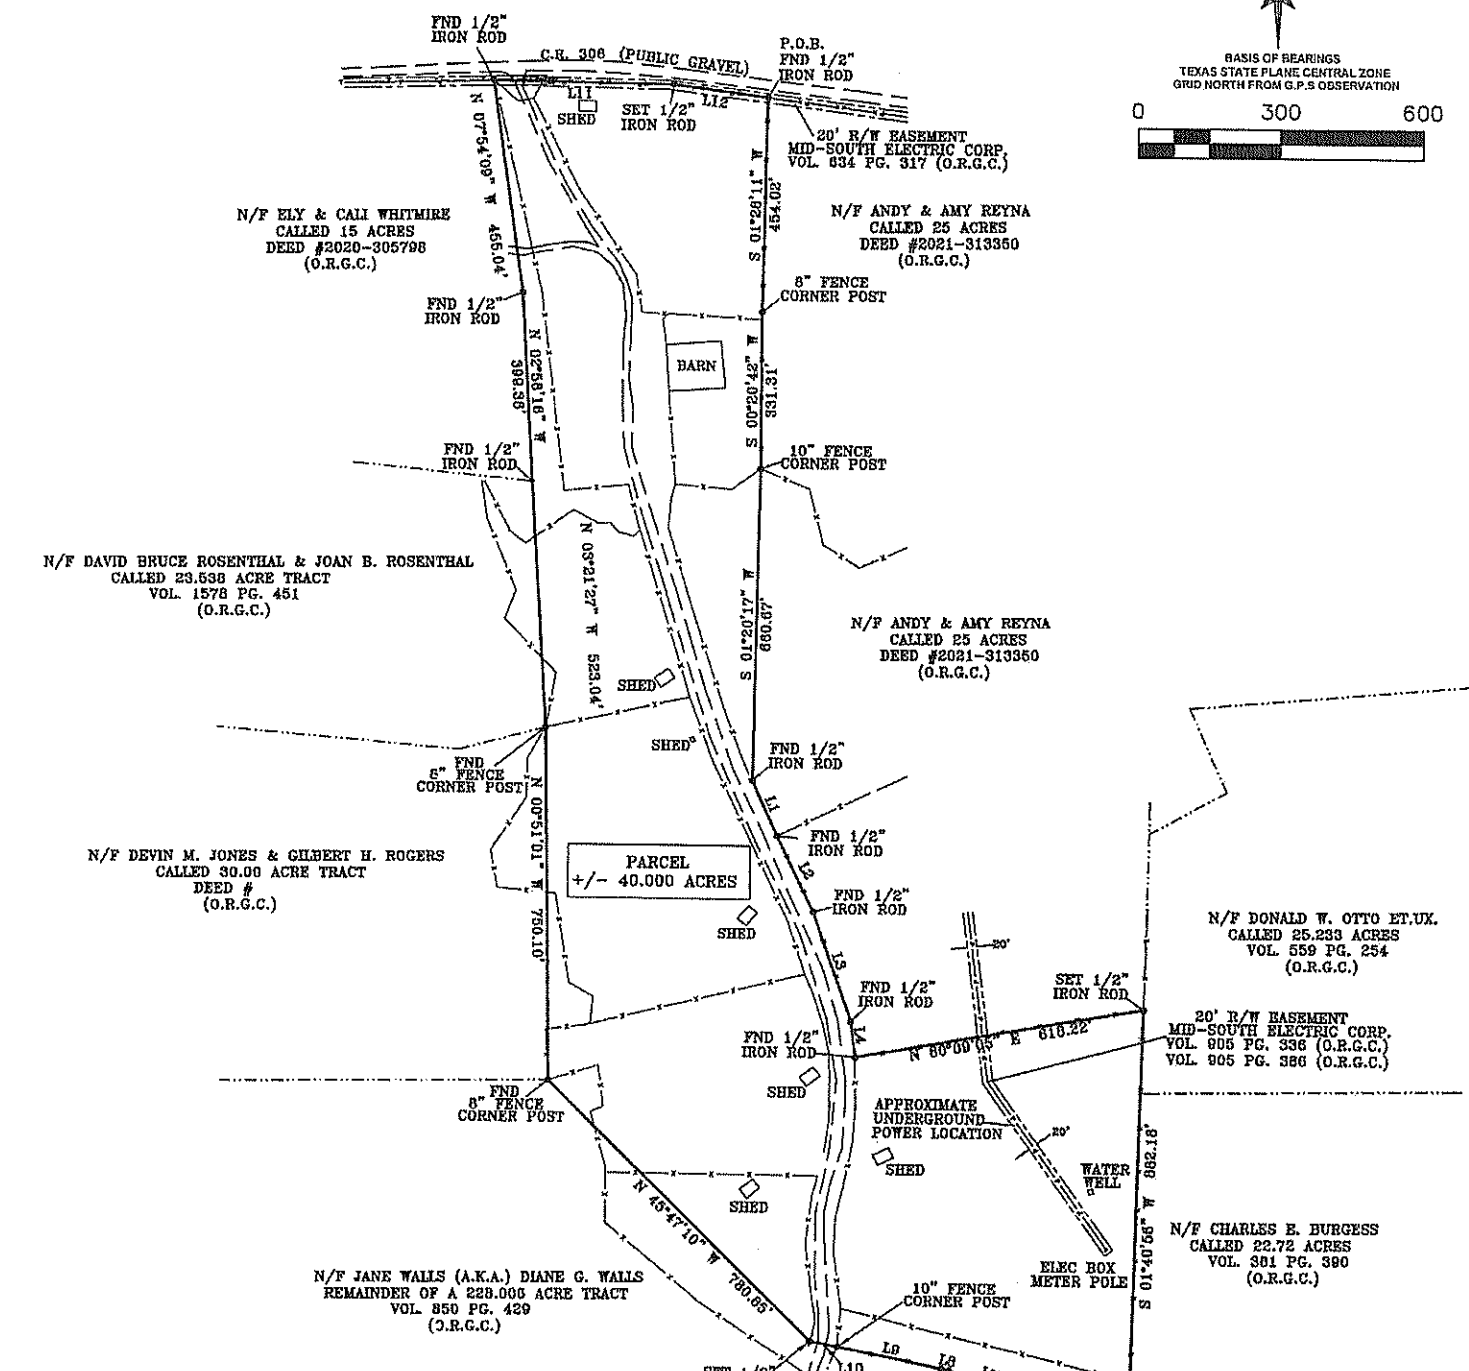 FND 1/2"
IRON ROD
C.R. 306 (PUBLIC GRAVEL)
P.O.B.
FND 1/2"
IRON ROD
BASIS OF BEARINGS
TEXAS STATE PLANE CENTRAL ZONE
GRID NORTH FROM G.P.S OBSERVATION
0 300 600
L11
SHED
SET 1/2"
IRON ROD
L12
20' R/W EASEMENT
MID-SOUTH ELECTRIC CORP.
VOL. 634 PG. 317 (O.R.G.C.)
N 07°54'09" W 455.04'
S 01°28'11" W
454.02'
N/F ELY & CALI WHITMIRE
CALLED 15 ACRES
DEED #2020-305798
(O.R.G.C.)
N/F ANDY & AMY REYNA
CALLED 25 ACRES
DEED #2021-313350
(O.R.G.C.)
FND 1/2"
IRON ROD
8" FENCE
CORNER POST
N 02°58'16" W
BARN
S 00°20'42" W
331.31'
FND 1/2"
IRON ROD
10" FENCE
CORNER POST
N/F DAVID BRUCE ROSENTHAL & JOAN B. ROSENTHAL
CALLED 23.538 ACRE TRACT
VOL. 1578 PG. 451
(O.R.G.C.)
N 03°21'27" W 523.04'
S 01°20'17" W
660.67'
N/F ANDY & AMY REYNA
CALLED 25 ACRES
DEED #2021-313350
(O.R.G.C.)
SHED
SHED
FND
8" FENCE
CORNER POST
FND 1/2"
IRON ROD
L1
N 00°51'01" W 750.10'
FND 1/2"
IRON ROD
L2
N/F DEVIN M. JONES & GILBERT H. ROGERS
CALLED 30.00 ACRE TRACT
DEED #
(O.R.G.C.)
PARCEL
+/- 40.000 ACRES
FND 1/2"
IRON ROD
SHED
L3
20'
N/F DONALD W. OTTO ET.UX.
CALLED 25.233 ACRES
VOL. 559 PG. 254
(O.R.G.C.)
FND 1/2"
IRON ROD
SET 1/2"
IRON ROD
FND 1/2"
IRON ROD
L4
N 80°09'05" E 610.22'
20' R/W EASEMENT
MID-SOUTH ELECTRIC CORP.
VOL. 905 PG. 336 (O.R.G.C.)
VOL. 905 PG. 386 (O.R.G.C.)
SHED
FND
8" FENCE
CORNER POST
APPROXIMATE
UNDERGROUND
POWER LOCATION
20'
SHED
WATER
WELL
S 01°40'56" W 882.18'
SHED
N 45°47'10" W 780.85'
N/F CHARLES E. BURGESS
CALLED 22.72 ACRES
VOL. 381 PG. 390
(O.R.G.C.)
ELEC BOX
METER POLE
N/F JANE WALLS (A.K.A.) DIANE G. WALLS
REMAINDER OF A 228.006 ACRE TRACT
VOL. 850 PG. 429
(O.R.G.C.)
10" FENCE
CORNER POST
L9
L8
L10